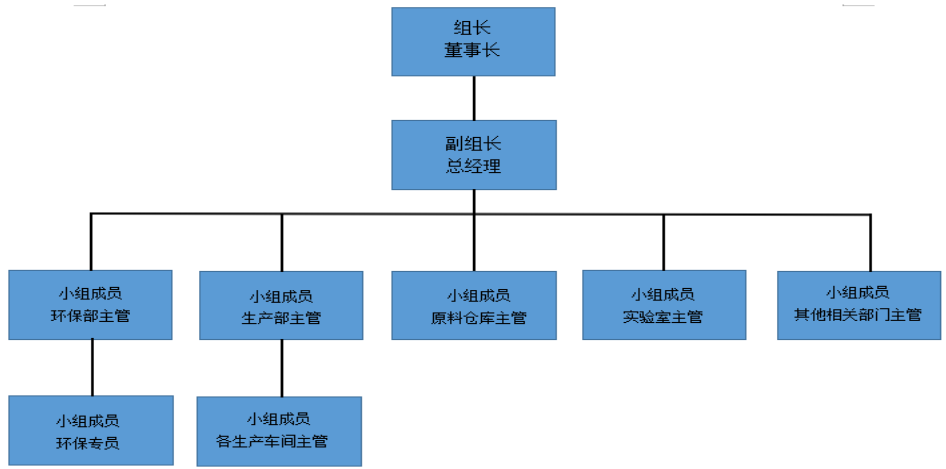 组长
董事长
副组长
总经理
小组成员
环保部主管
小组成员
生产部主管
小组成员
原料仓库主管
小组成员
实验室主管
小组成员
其他相关部门主管
小组成员
环保专员
小组成员
各生产车间主管